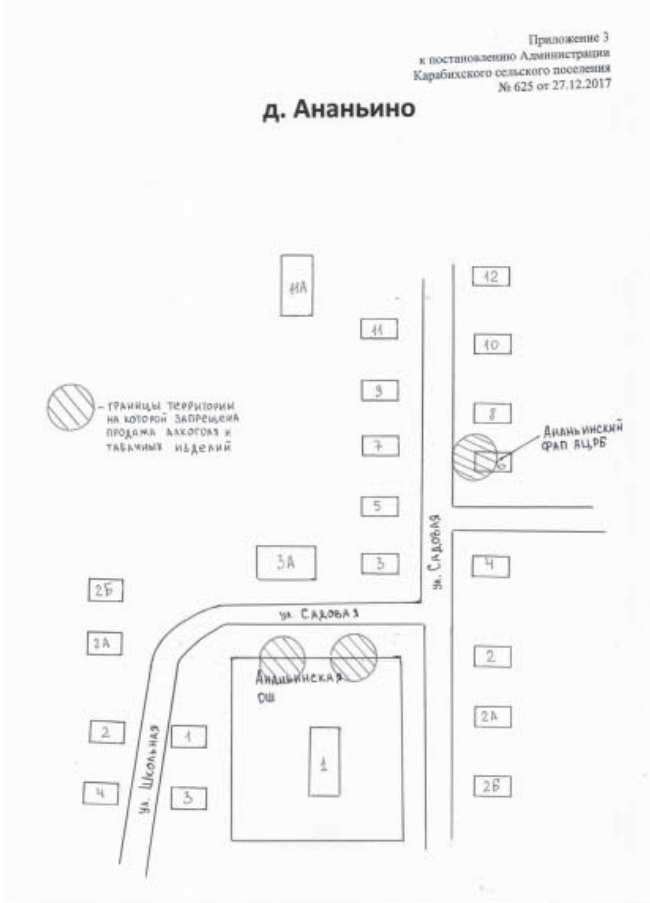 Приложение 3
к постановлению Администрации
Карабихского сельского поселения
№ 625 от 27.12.2017
д. Ананьино
12
11А
11
10
9
8
- ГРАНИЦЫ ТЕРРИТОРИИ
НА КОТОРОЙ ЗАПРЕЩЕНА
ПРОДАЖА АЛКОГОЛЯ И
ТАБАЧНЫХ ИЗДЕЛИЙ
7
АНАНЬИНСКИЙ
ФАП ЯЦРБ
6
5
ул. САДОВАЯ
3А
3
4
2Б
ул. САДОВАЯ
2А
2
АНАНЬИНСКАЯ
ОШ
2А
2
1
ул. ШКОЛЬНАЯ
1
2Б
4
3